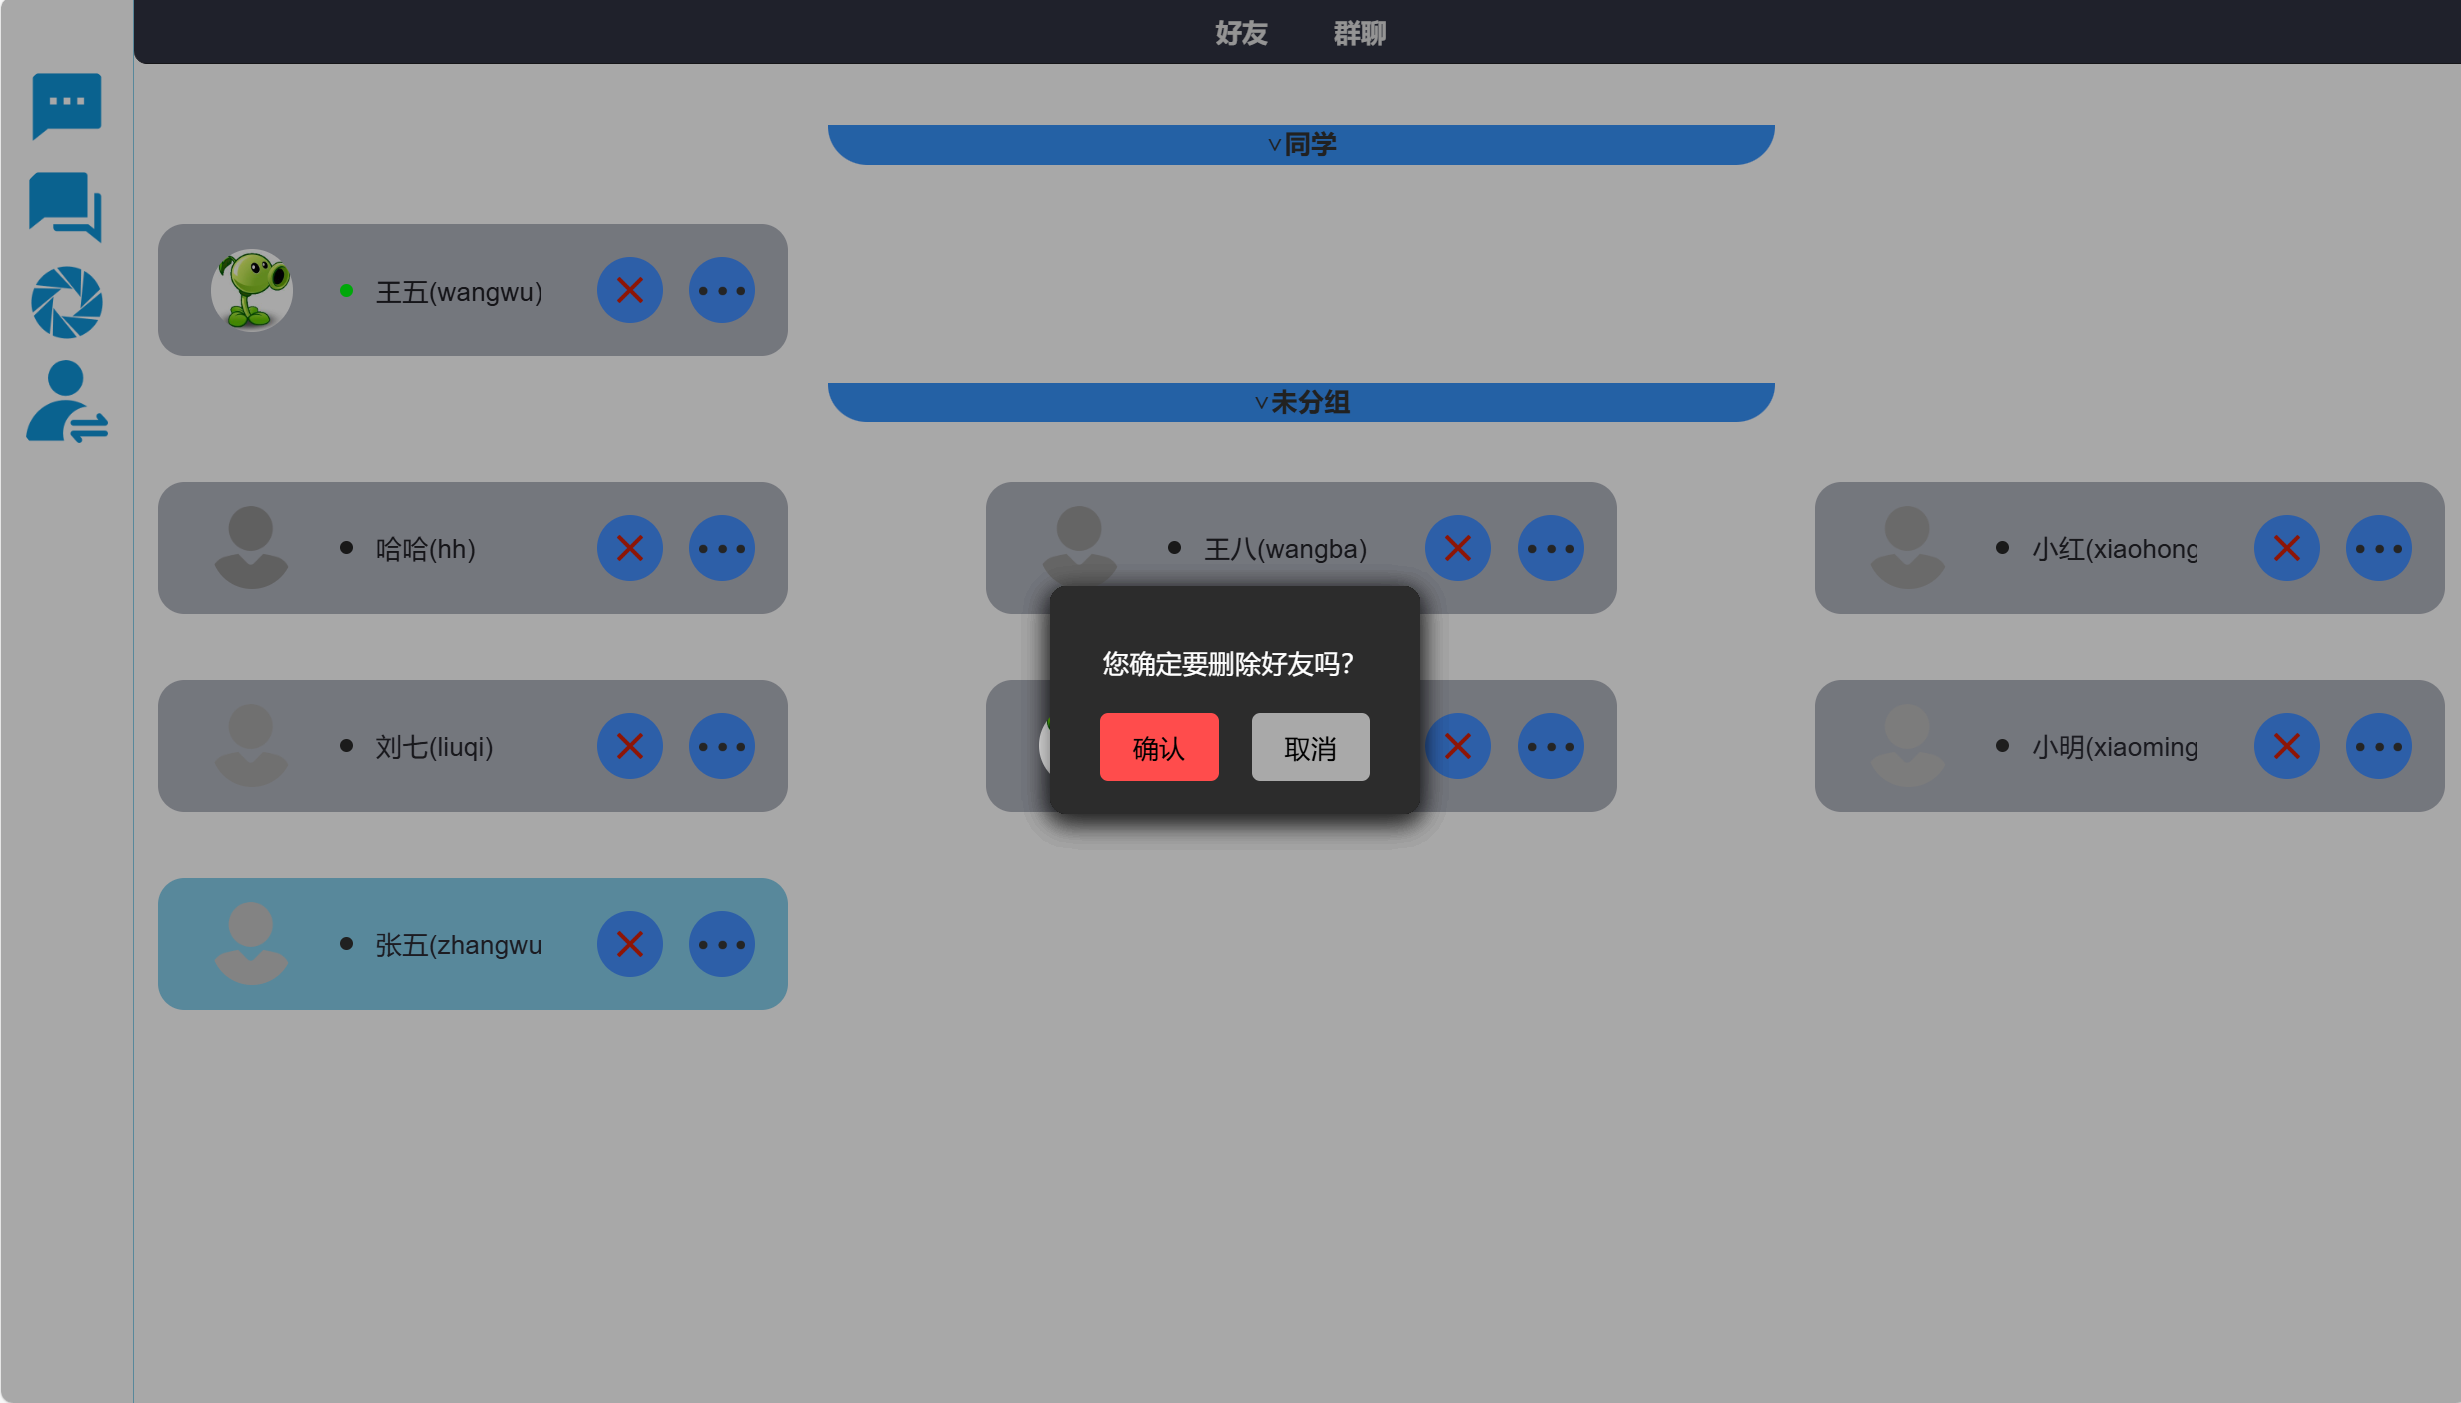 好友 群聊
同学
王五(wangwu)
未分组
哈哈(hh)
王八(wangba)
小红(xiaohong
您确定要删除好友吗?
刘七(liuqi)
确认 取消
小明(xiaoming
张五(zhangwu